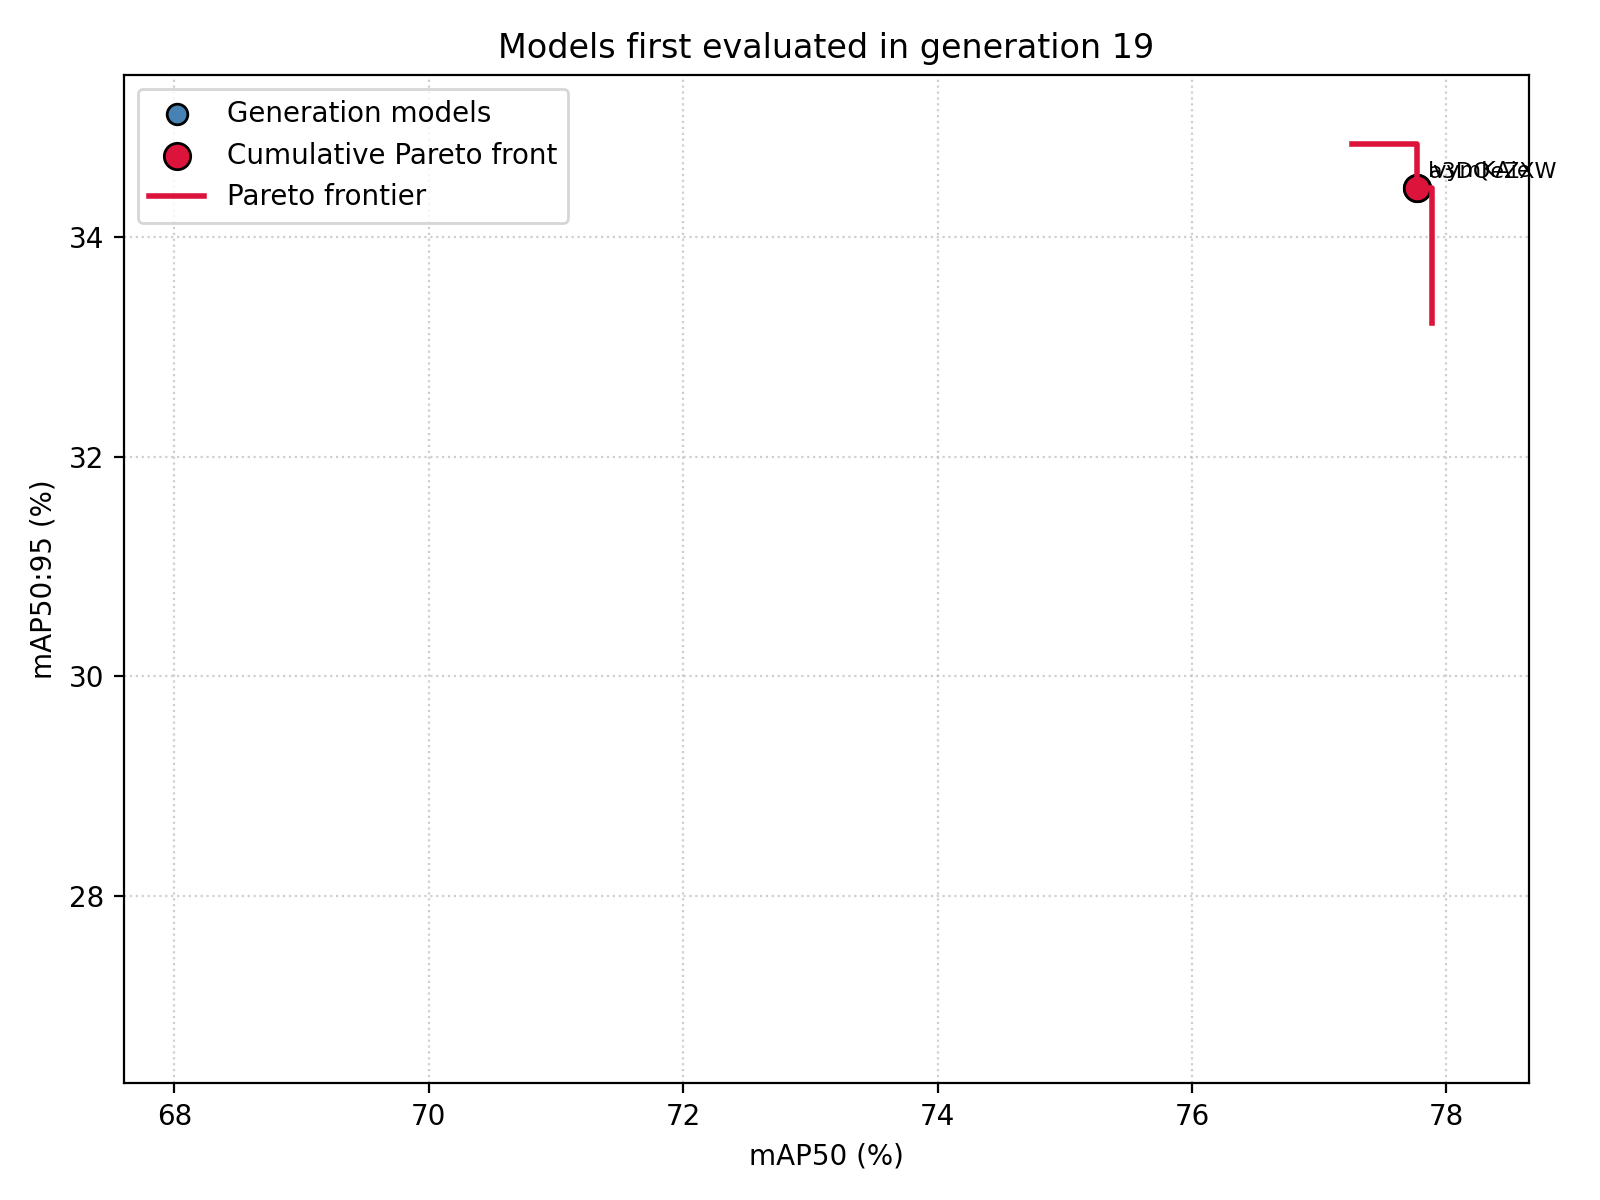 Models first evaluated in generation 19
Generation models
Cumulative Pareto front
Pareto frontier
34
32
30
28
mAP50:95 (%)
68
70
72
74
76
78
mAP50 (%)